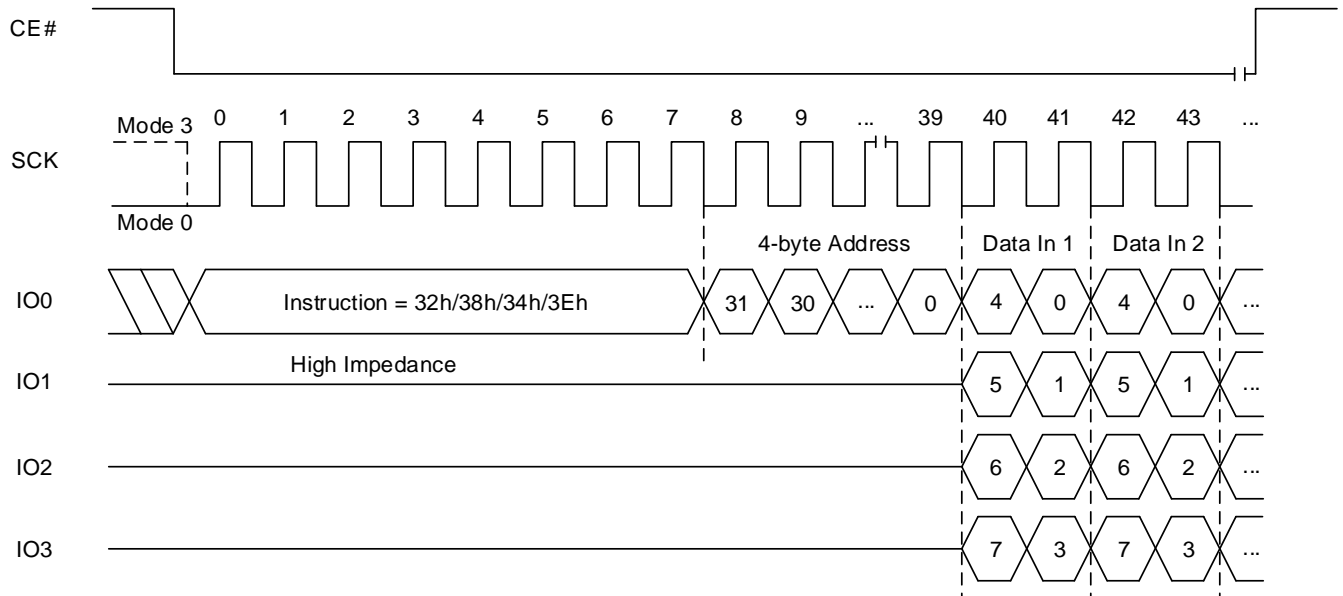 CE#
Mode 3 0 1 2 3 4 5 6 7 8 9 ... 39 40 41 42 43 ...
SCK
Mode 0
4-byte Address Data In 1 Data In 2
IO0 Instruction = 32h/38h/34h/3Eh 31 30 ... 0 4 0 4 0 ...
High Impedance
IO1 5 1 5 1 ...
IO2 6 2 6 2 ...
IO3 7 3 7 3 ...